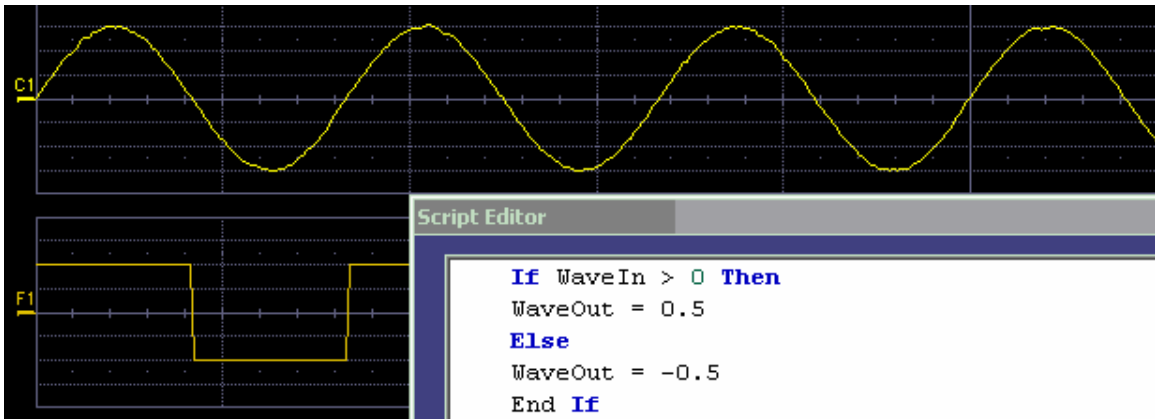 C1
F1
Script Editor
If WaveIn > 0 Then
WaveOut = 0.5
Else
WaveOut = -0.5
End If